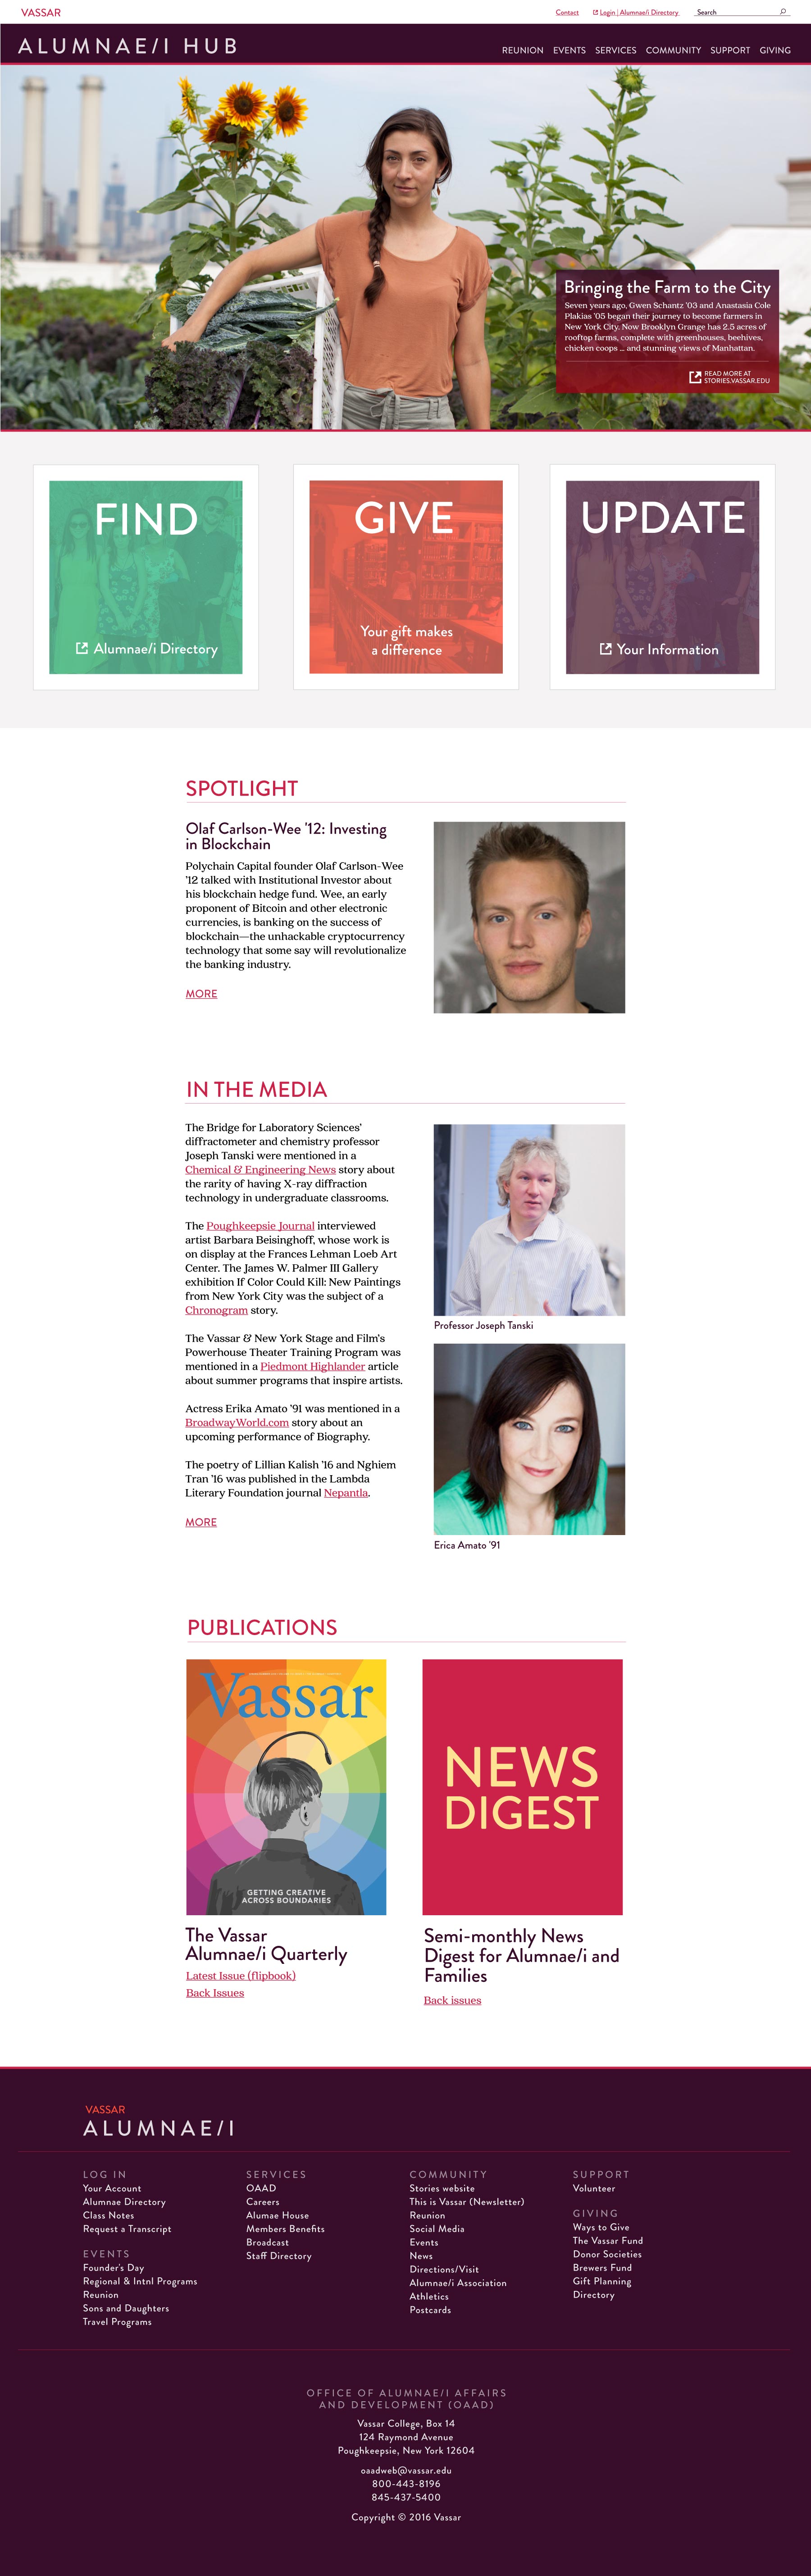 VASSAR
Contact
Login | Alumnae/i Directory
Search
ALUMNAE/I HUB
REUNION EVENTS SERVICES COMMUNITY SUPPORT GIVING
Bringing the Farm to the City
Seven years ago, Gwen Schantz '03 and Anastasia Cole
Plakias '05 began their journey to become farmers in
New York City. Now Brooklyn Grange has 2.5 acres of
rooftop farms, complete with greenhouses, beehives,
chicken coops ... and stunning views of Manhattan.
READ MORE AT
STORIES.VASSAR.EDU
FIND
Alumnae/i Directory
GIVE
Your gift makes
a difference
UPDATE
Your Information
SPOTLIGHT
Olaf Carlson-Wee '12: Investing
in Blockchain
Polychain Capital founder Olaf Carlson-Wee
'12 talked with Institutional Investor about
his blockchain hedge fund. Wee, an early
proponent of Bitcoin and other electronic
currencies, is banking on the success of
blockchain—the unhackable cryptocurrency
technology that some say will revolutionalize
the banking industry.
MORE
IN THE MEDIA
The Bridge for Laboratory Sciences'
diffractometer and chemistry professor
Joseph Tanski were mentioned in a
Chemical & Engineering News story about
the rarity of having X-ray diffraction
technology in undergraduate classrooms.
The Poughkeepsie Journal interviewed
artist Barbara Beisinghoff, whose work is
on display at the Frances Lehman Loeb Art
Center. The James W. Palmer III Gallery
exhibition If Color Could Kill: New Paintings
from New York City was the subject of a
Chronogram story.
The Vassar & New York Stage and Film's
Powerhouse Theater Training Program was
mentioned in a Piedmont Highlander article
about summer programs that inspire artists.
Actress Erika Amato '91 was mentioned in a
BroadwayWorld.com story about an
upcoming performance of Biography.
The poetry of Lillian Kalish '16 and Nghiem
Tran '16 was published in the Lambda
Literary Foundation journal Nepantla.
MORE
Professor Joseph Tanski
Erica Amato '91
PUBLICATIONS
Vassar
GETTING CREATIVE
ACROSS BOUNDARIES
The Vassar
Alumnae/i Quarterly
Latest Issue (flipbook)
Back Issues
NEWS
DIGEST
Semi-monthly News
Digest for Alumnae/i and
Families
Back issues
VASSAR
ALUMNAE/I
LOG IN
Your Account
Alumnae Directory
Class Notes
Request a Transcript
EVENTS
Founder's Day
Regional & Intnl Programs
Reunion
Sons and Daughters
Travel Programs
SERVICES
OAAD
Careers
Alumae House
Members Benefits
Broadcast
Staff Directory
COMMUNITY
Stories website
This is Vassar (Newsletter)
Reunion
Social Media
Events
News
Directions/Visit
Alumnae/i Association
Athletics
Postcards
SUPPORT
Volunteer
GIVING
Ways to Give
The Vassar Fund
Donor Societies
Brewers Fund
Gift Planning
Directory
OFFICE OF ALUMNAE/I AFFAIRS
AND DEVELOPMENT (OAAD)
Vassar College, Box 14
124 Raymond Avenue
Poughkeepsie, New York 12604
oaadweb@vassar.edu
800-443-8196
845-437-5400
Copyright © 2016 Vassar